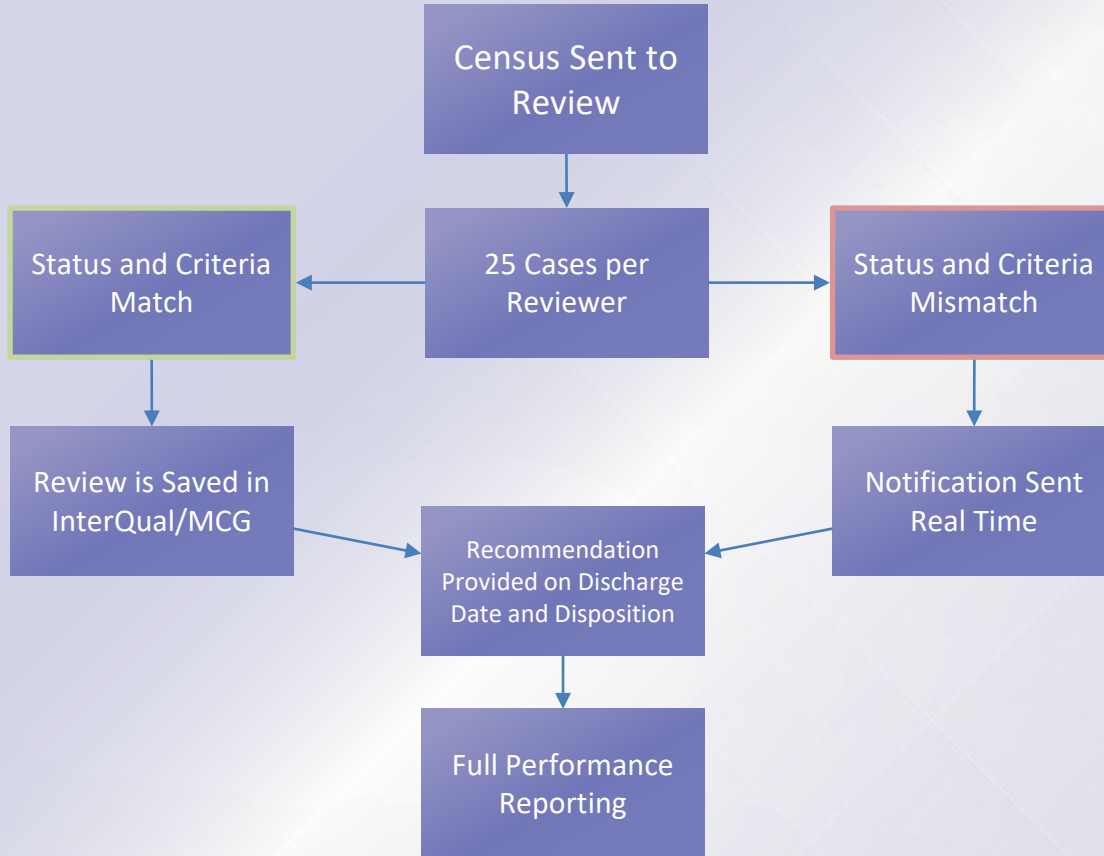 Census Sent to
Review
Status and Criteria
Match
25 Cases per
Reviewer
Status and Criteria
Mismatch
Review is Saved in
InterQual/MCG
Notification Sent
Real Time
Recommendation
Provided on Discharge
Date and Disposition
Full Performance
Reporting